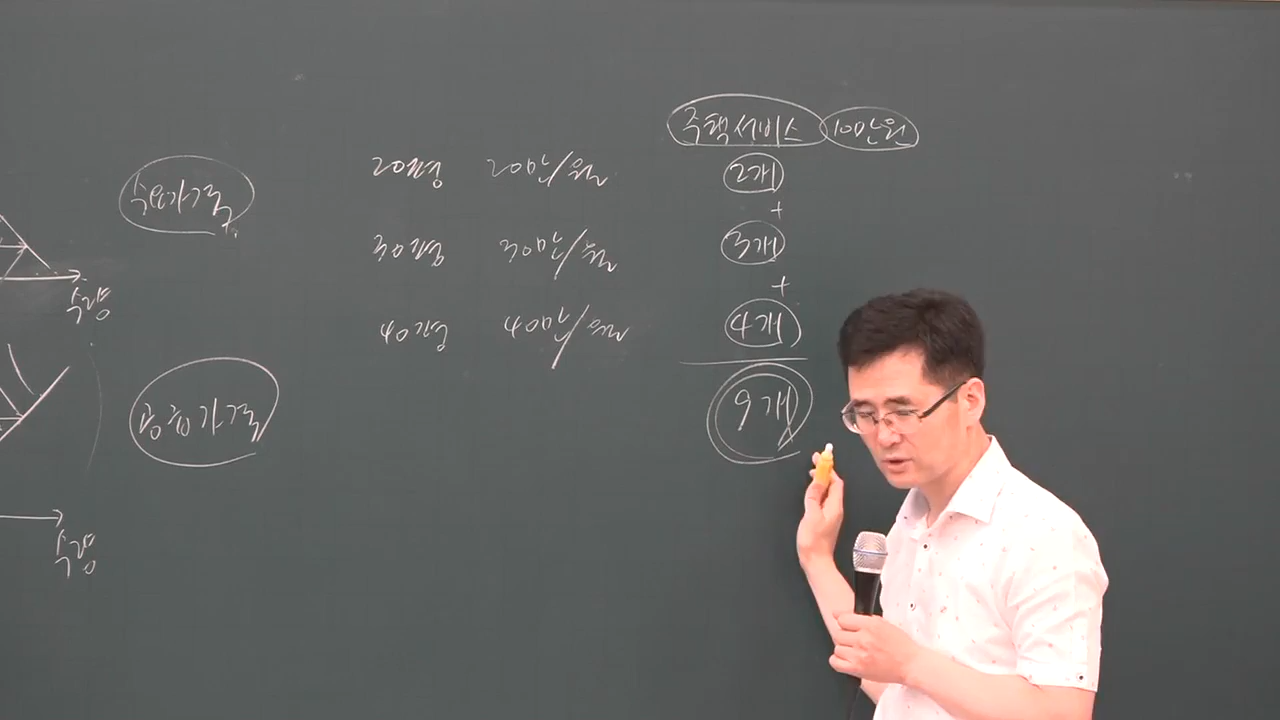 주택서비스 100만원
20평 200만/월 2개
+
30평 300만/월 3개
+
40평 400만/월 4개
9개
수요가격
수량
공급가격
수량